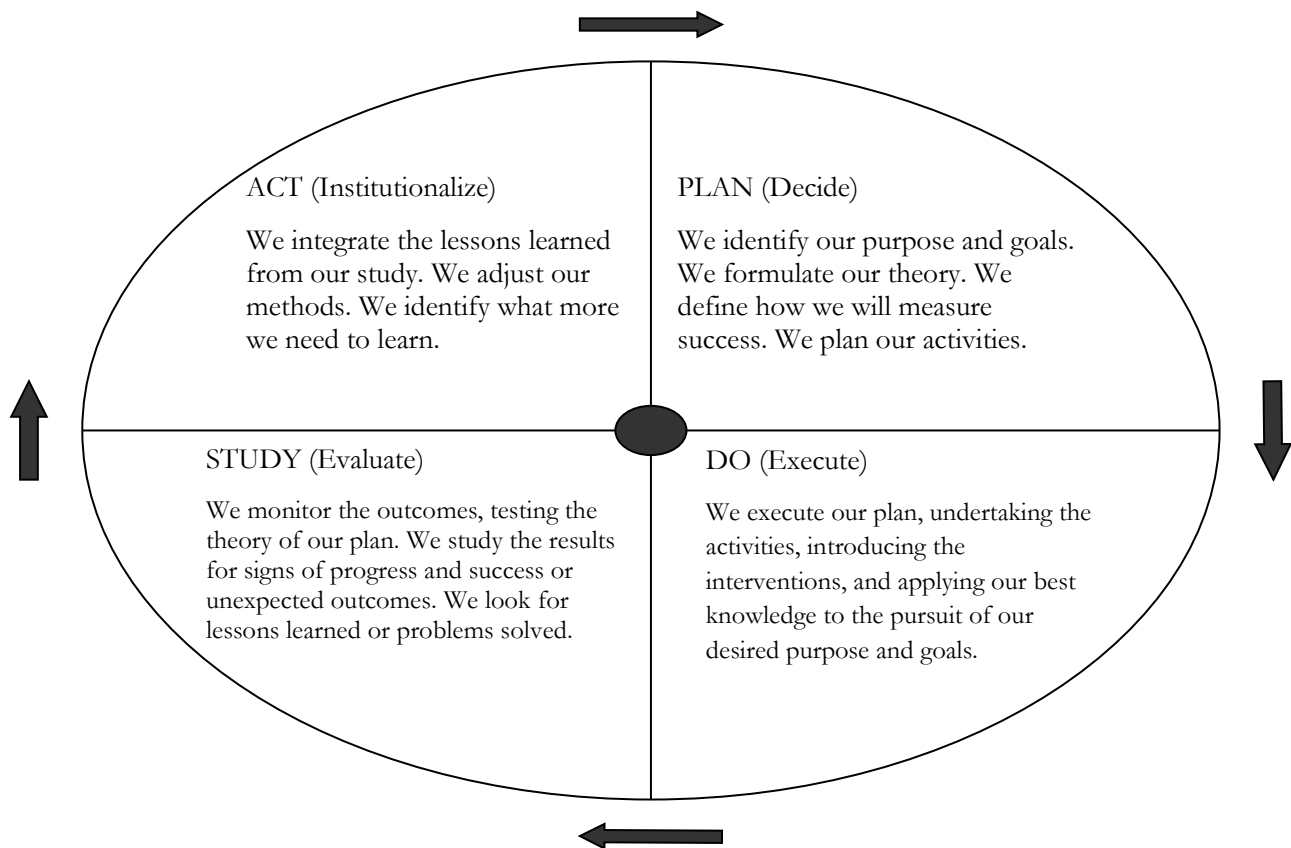 ACT (Institutionalize)
We integrate the lessons learned
from our study. We adjust our
methods. We identify what more
we need to learn.
PLAN (Decide)
We identify our purpose and goals.
We formulate our theory. We
define how we will measure
success. We plan our activities.
STUDY (Evaluate)
We monitor the outcomes, testing the
theory of our plan. We study the results
for signs of progress and success or
unexpected outcomes. We look for
lessons learned or problems solved.
DO (Execute)
We execute our plan, undertaking the
activities, introducing the
interventions, and applying our best
knowledge to the pursuit of our
desired purpose and goals.